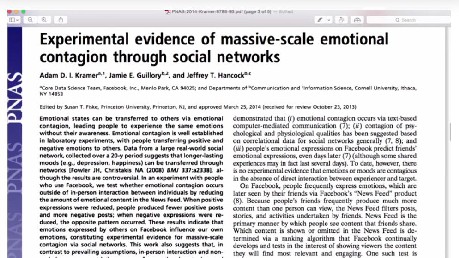 PNAS-2014-Kramer-8788-90.pdf (page 1 of 3)
Search
PNAS
Experimental evidence of massive-scale emotional
contagion through social networks
Adam D. I. Kramer, Jamie E. Guillory, and Jeffrey T. Hancock
Core Data Science Team, Facebook, Inc., Menlo Park, CA 94025; and Departments of Communication and Information Science, Cornell University, Ithaca,
NY 14853
Edited by Susan T. Fiske, Princeton University, Princeton, NJ, and approved March 25, 2014 (received for review October 23, 2013)
Emotional states can be transferred to others via emotional
contagion, leading people to experience the same emotions
without their awareness. Emotional contagion is well established
in laboratory experiments, with people transferring positive and
negative emotions to others. Data from a large real-world social
network, collected over a 20-y period suggests that longer-lasting
moods (e.g., depression, happiness) can be transferred through
networks [Fowler JH, Christakis NA (2008) BMJ 337:a2338], al-
though the results are controversial. In an experiment with people
who use Facebook, we test whether emotional contagion occurs
outside of in-person interaction between individuals by reducing
the amount of emotional content in the News Feed. When positive
expressions were reduced, people produced fewer positive posts
and more negative posts; when negative expressions were re-
duced, the opposite pattern occurred. These results indicate that
emotions expressed by others on Facebook influence our own
emotions, constituting experimental evidence for massive-scale
contagion via social networks. This work also suggests that, in
contrast to prevailing assumptions, in-person interaction and non-
demonstrated that (i) emotional contagion occurs via text-based
computer-mediated communication (7); (ii) contagion of psy-
chological and physiological qualities has been suggested based
on correlational data for social networks generally (7, 8); and
(iii) people's emotional expressions on Facebook predict friends'
emotional expressions, even days later (7) (although some shared
experiences may in fact last several days). To date, however, there
is no experimental evidence that emotions or moods are contagious
in the absence of direct interaction between experiencer and target.
On Facebook, people frequently express emotions, which are
later seen by their friends via Facebook's "News Feed" product
(8). Because people's friends frequently produce much more
content than one person can view, the News Feed filters posts,
stories, and activities undertaken by friends. News Feed is the
primary manner by which people see content that friends share.
Which content is shown or omitted in the News Feed is de-
termined via a ranking algorithm that Facebook continually
develops and tests in the interest of showing viewers the content
they will find most relevant and engaging. One such test is